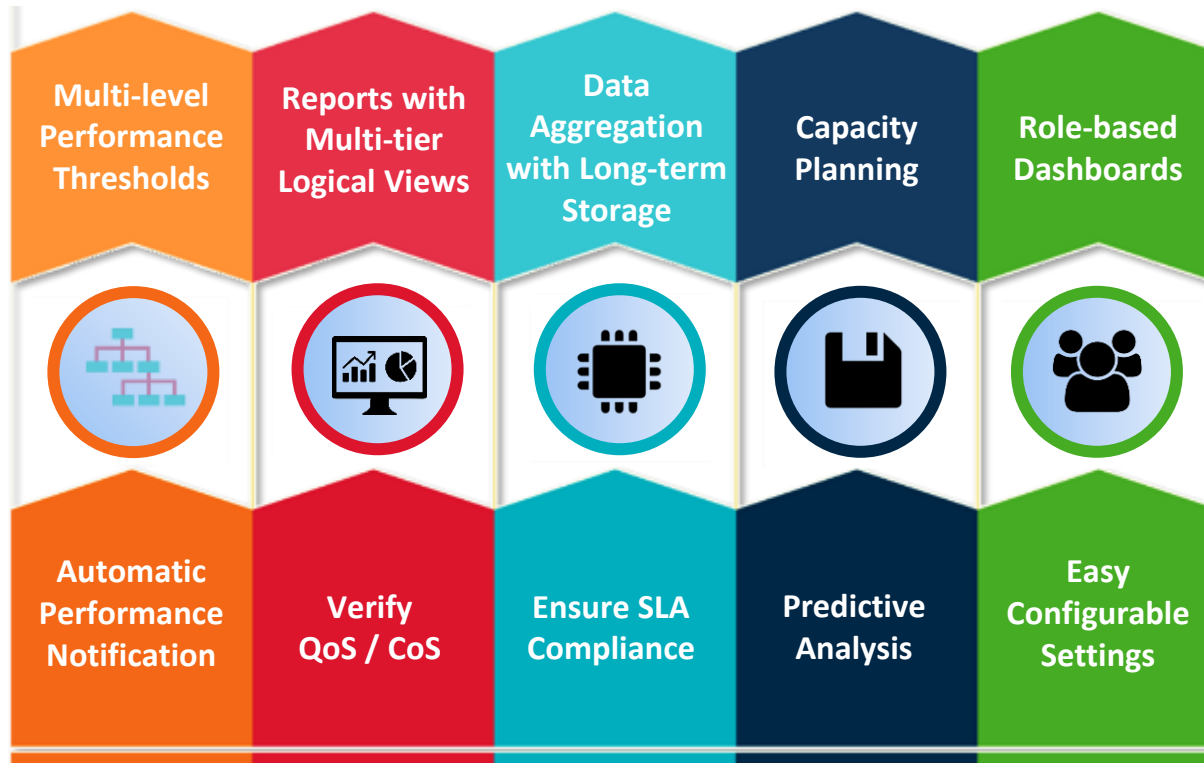 Multi-level
Performance
Thresholds
Reports with
Multi-tier
Logical Views
Data
Aggregation
with Long-term
Storage
Capacity
Planning
Role-based
Dashboards
Automatic
Performance
Notification
Verify
QoS / CoS
Ensure SLA
Compliance
Predictive
Analysis
Easy
Configurable
Settings